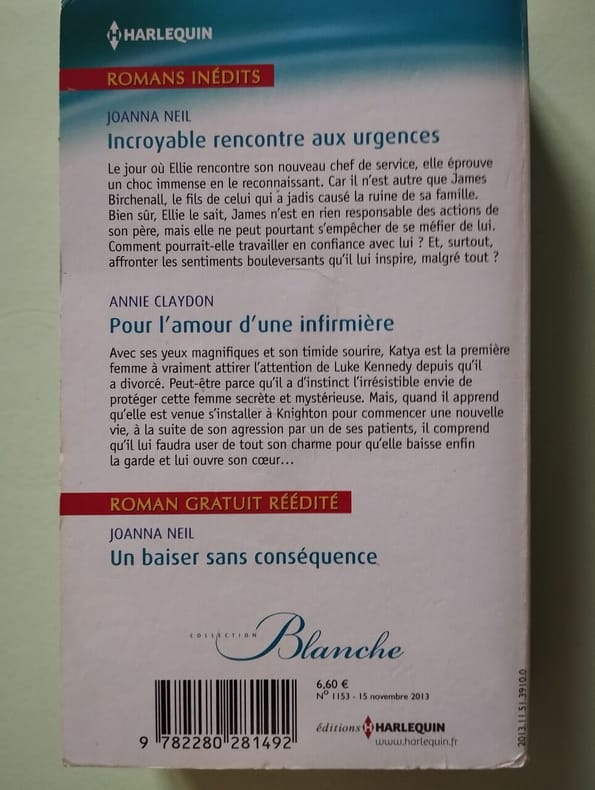 HARLEQUIN
ROMANS INÉDITS
JOANNA NEIL
Incroyable rencontre aux urgences
Le jour où Ellie rencontre son nouveau chef de service, elle éprouve
un choc immense en le reconnaissant. Car il n'est autre que James
Birchenall, le fils de celui qui a jadis causé la ruine de sa famille.
Bien sûr, Ellie le sait, James n'est en rien responsable des actions de
son père, mais elle ne peut pourtant s'empêcher de se méfier de lui.
Comment pourrait-elle travailler en confiance avec lui ? Et, surtout,
affronter les sentiments bouleversants qu'il lui inspire, malgré tout ?
ANNIE CLAYDON
Pour l'amour d'une infirmière
Avec ses yeux magnifiques et son timide sourire, Katya est la première
femme à vraiment attirer l'attention de Luke Kennedy depuis qu'il
a divorcé. Peut-être parce qu'il a d'instinct l'irrésistible envie de
protéger cette femme secrète et mystérieuse. Mais, quand il apprend
qu'elle est venue s'installer à Knighton pour commencer une nouvelle
vie, à la suite de son agression par un de ses patients, il comprend
qu'il lui faudra user de tout son charme pour qu'elle baisse enfin
la garde et lui ouvre son cœur...
ROMAN GRATUIT RÉÉDITÉ
JOANNA NEIL
Un baiser sans conséquence
COLLECTION Blanche
6,60 €
N° 1153 - 15 novembre 2013
9 782280 281492
éditions HARLEQUIN
www.harlequin.fr
2013.11.51.3910.0